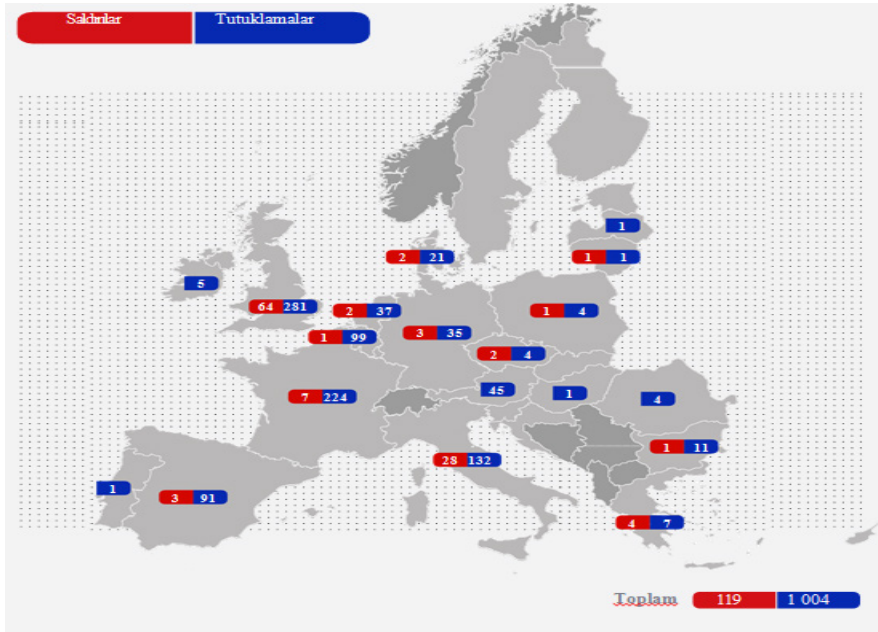 Saldırılar Tutuklamalar
1
2 21 1 1
5
64 281 2 37 1 4
1 99 3 35
2 4
7 224 45 1 4
28 132 1 11
1 3 91
4 7
Toplam 119 1 004